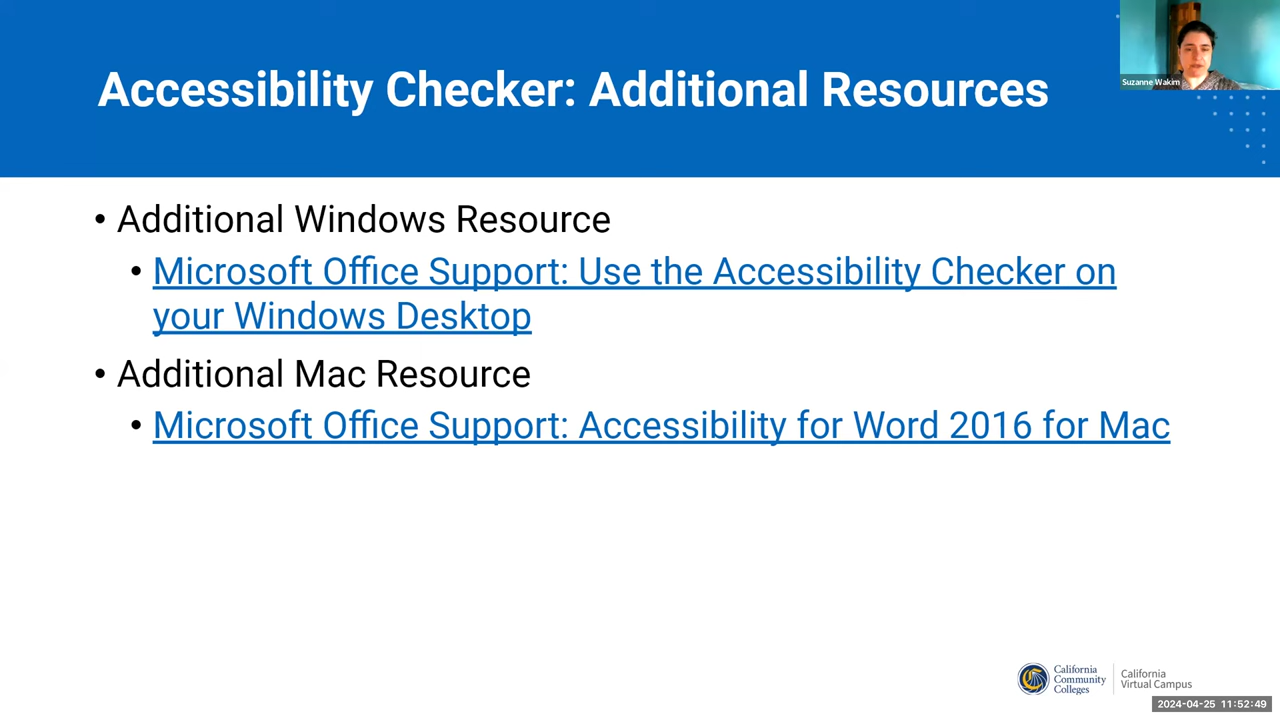 Accessibility Checker: Additional Resources
Suzanne Wakim
• Additional Windows Resource
• Microsoft Office Support: Use the Accessibility Checker on
your Windows Desktop
• Additional Mac Resource
• Microsoft Office Support: Accessibility for Word 2016 for Mac
California
Community
Colleges
California
Virtual Campus
2024-04-25 11:52:49